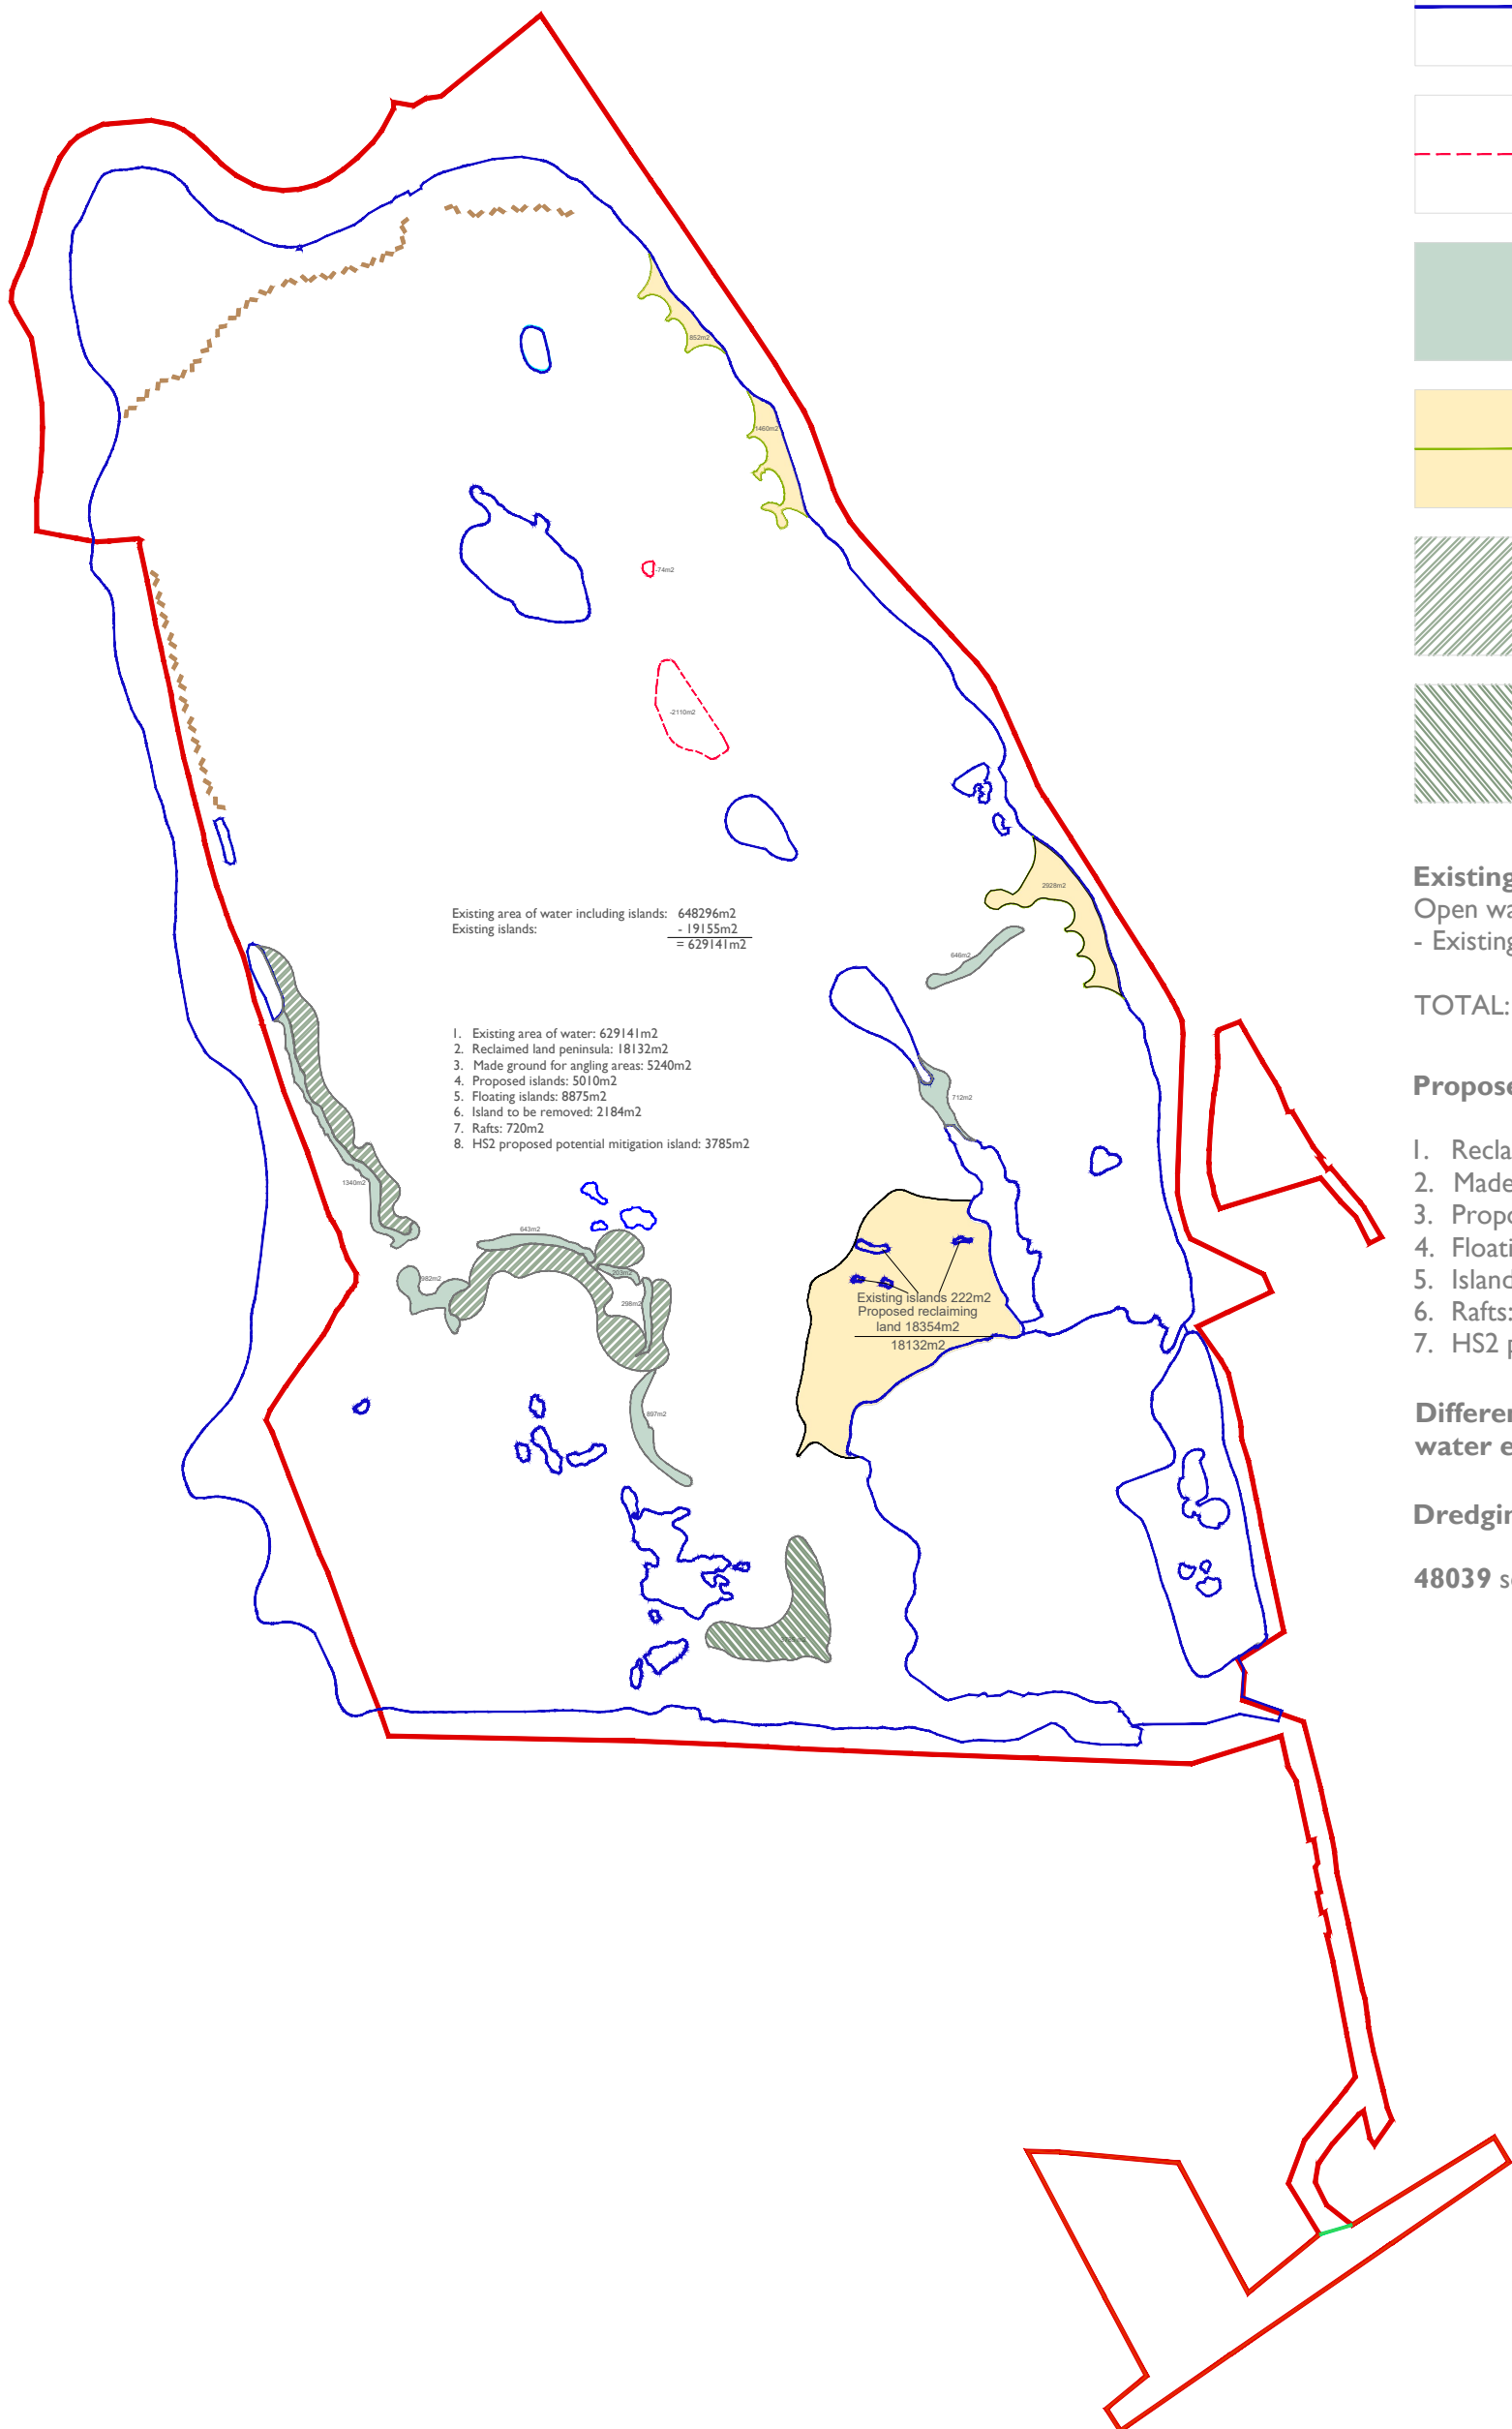 852m2
1460m2
-74m2
-2110m2
2928m2
Existing area of water including islands: 648296m2
Existing islands: - 19155m2
= 629141m2
646m2
1. Existing area of water: 629141m2
2. Reclaimed land peninsula: 18132m2
3. Made ground for angling areas: 5240m2
4. Proposed islands: 5010m2
5. Floating islands: 8875m2
6. Island to be removed: 2184m2
7. Rafts: 720m2
8. HS2 proposed potential mitigation island: 3785m2
712m2
1340m2
643m2
982m2
203m2
298m2
Existing islands 222m2
Proposed reclaiming
land 18354m2
18132m2
897m2
Existing
Open wa
- Existing
TOTAL:
Propose
1. Recla
2. Made
3. Propo
4. Floati
5. Island
6. Rafts:
7. HS2 p
Differen
water e
Dredgin
48039 s